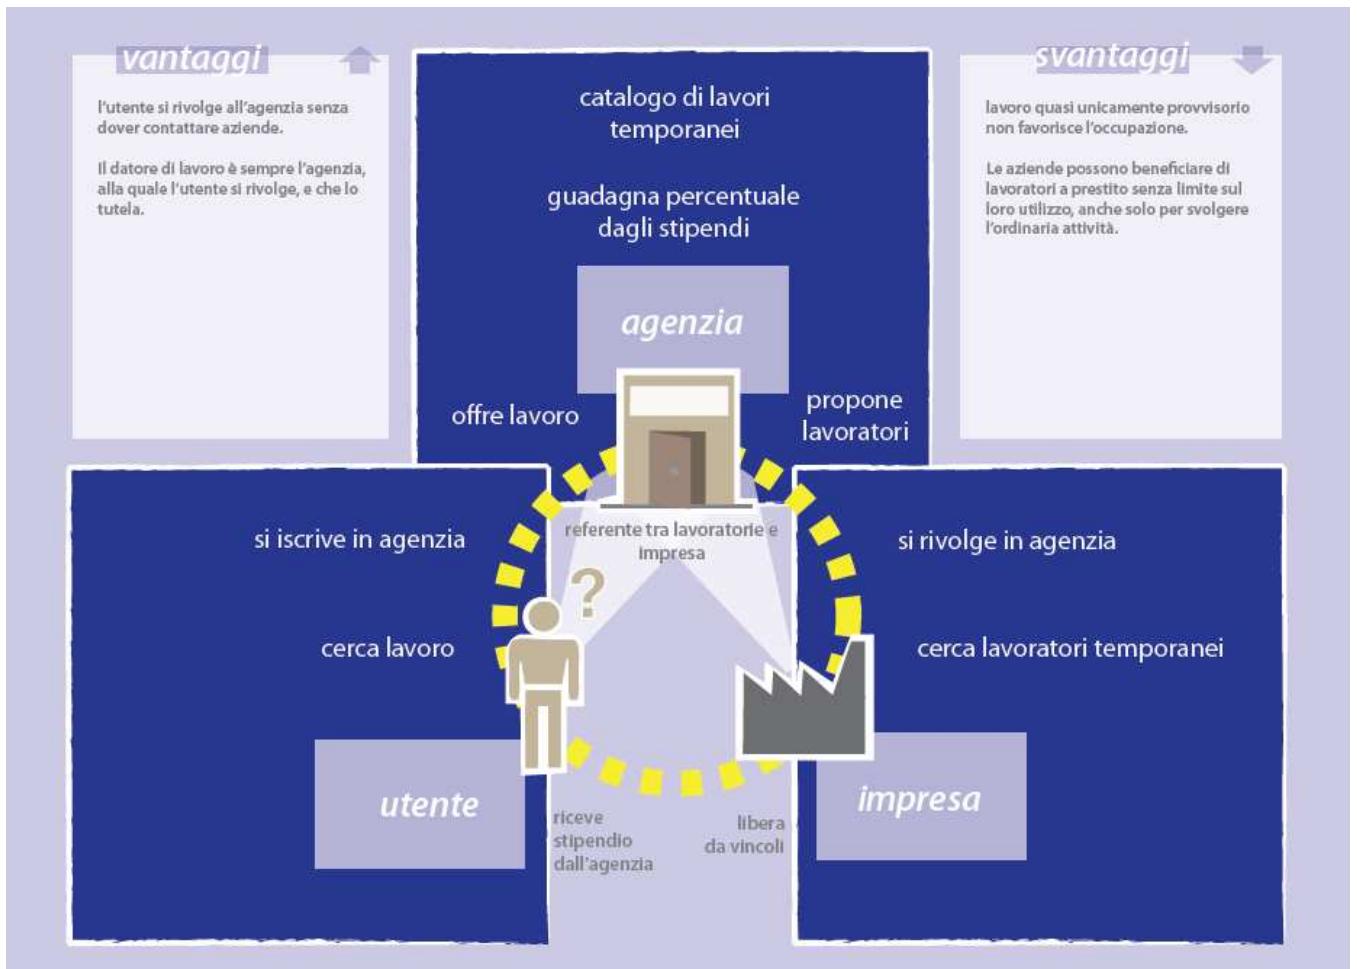 vantaggi
l'utente si rivolge all'agenzia senza
dover contattare aziende.
Il datore di lavoro è sempre l'agenzia,
alla quale l'utente si rivolge, e che lo
tutela.
catalogo di lavori
temporanei
guadagna percentuale
dagli stipendi
agenzia
offre lavoro
propone
lavoratori
svantaggi
lavoro quasi unicamente provvisorio
non favorisce l'occupazione.
Le aziende possono beneficiare di
lavoratori a prestito senza limite sul
loro utilizzo, anche solo per svolgere
l'ordinaria attività.
referente tra lavoratorie e
impresa
si iscrive in agenzia
?
cerca lavoro
utente
riceve
stipendio
dall'agenzia
si rivolge in agenzia
cerca lavoratori temporanei
impresa
libera
da vincoli